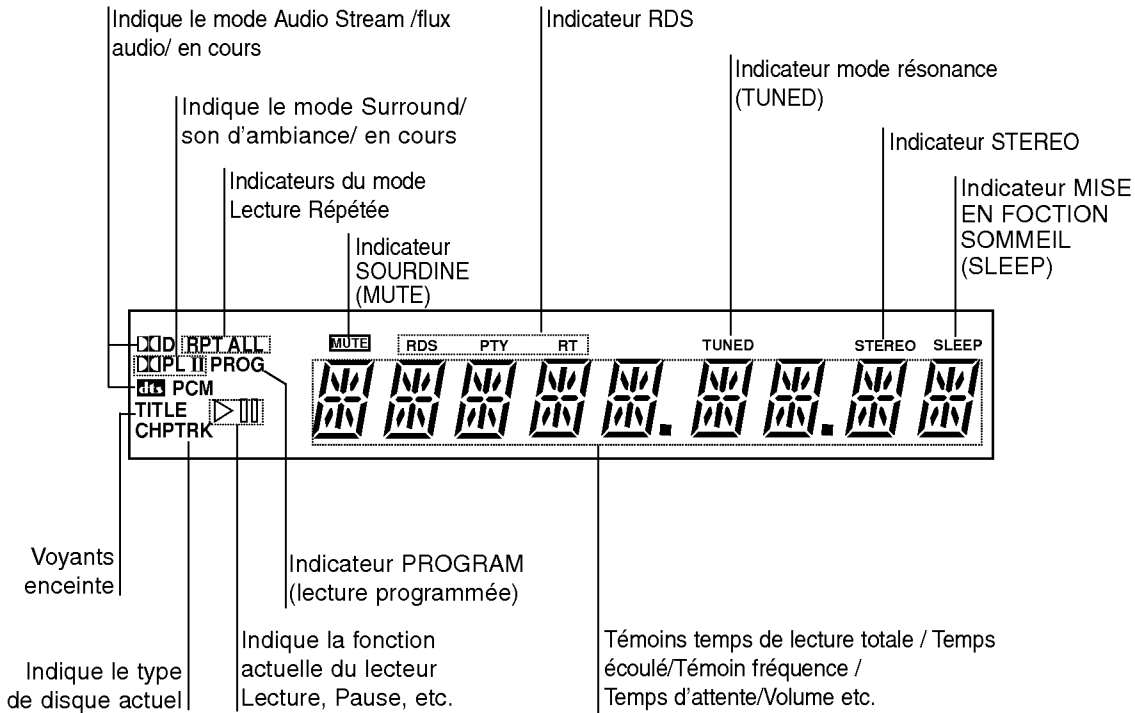 Indique le mode Audio Stream /flux
audio/ en cours
Indicateur RDS
Indicateur mode résonance
(TUNED)
Indique le mode Surround/
son d'ambiance/ en cours
Indicateur STEREO
Indicateurs du mode
Lecture Répétée
Indicateur MISE
EN FOCTION
SOMMEIL
(SLEEP)
Indicateur
SOURDINE
(MUTE)
D RPT ALL
MUTE
RDS PTY RT
TUNED
STEREO SLEEP
PL II PROG
dts PCM
TITLE
CHPTRK
Voyants
enceinte
Indicateur PROGRAM
(lecture programmée)
Indique le type
de disque actuel
Indique la fonction
actuelle du lecteur
Lecture, Pause, etc.
Témoins temps de lecture totale / Temps
écoulé/Témoin fréquence /
Temps d'attente/Volume etc.